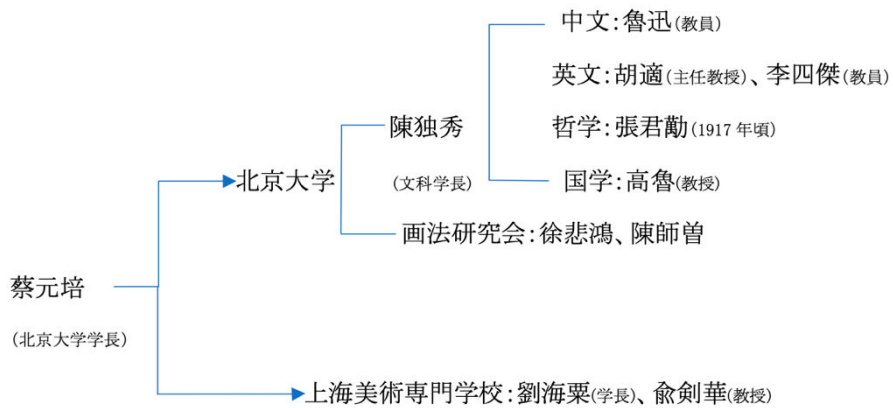 中文：魯迅(教員)
英文：胡適(主任教授)、李四傑(教員)
陳独秀
哲学：張君勱(1917 年頃)
北京大学
(文科学長)
国学：高魯(教授)
画法研究会：徐悲鴻、陳師曽
蔡元培
(北京大学学長)
上海美術専門学校：劉海粟(学長)、兪剣華(教授)